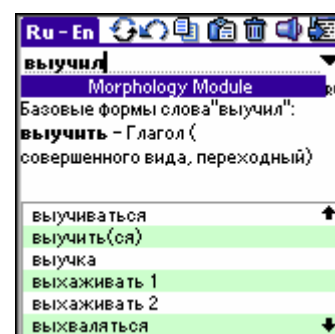 Ru-En
выучил
Morphology Module
Базовые формы слова"выучил":
выучить - Глагол (
совершенного вида, переходный)
выучиваться
выучить(ся)
выучка
выхаживать 1
выхаживать 2
выхваляться